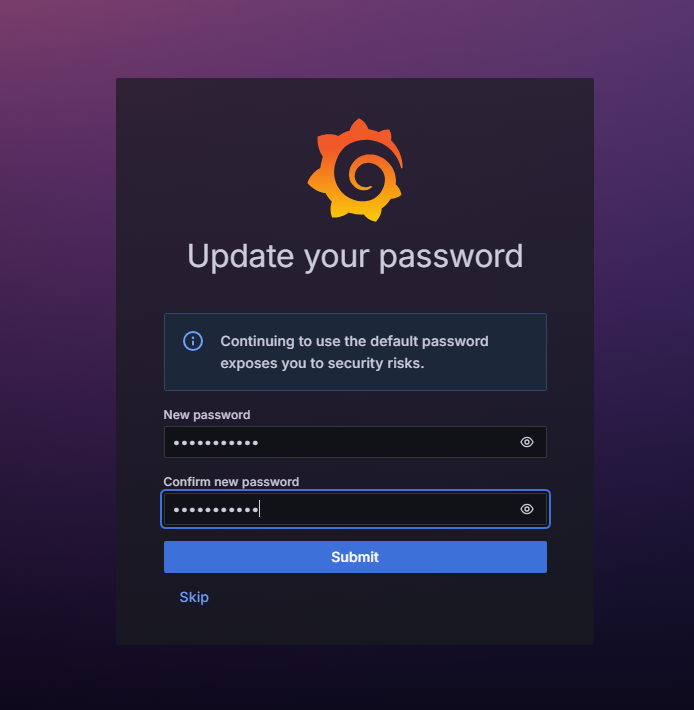 Update your password
Continuing to use the default password
exposes you to security risks.
New password
•••••••••••
Confirm new password
•••••••••••
Submit
Skip